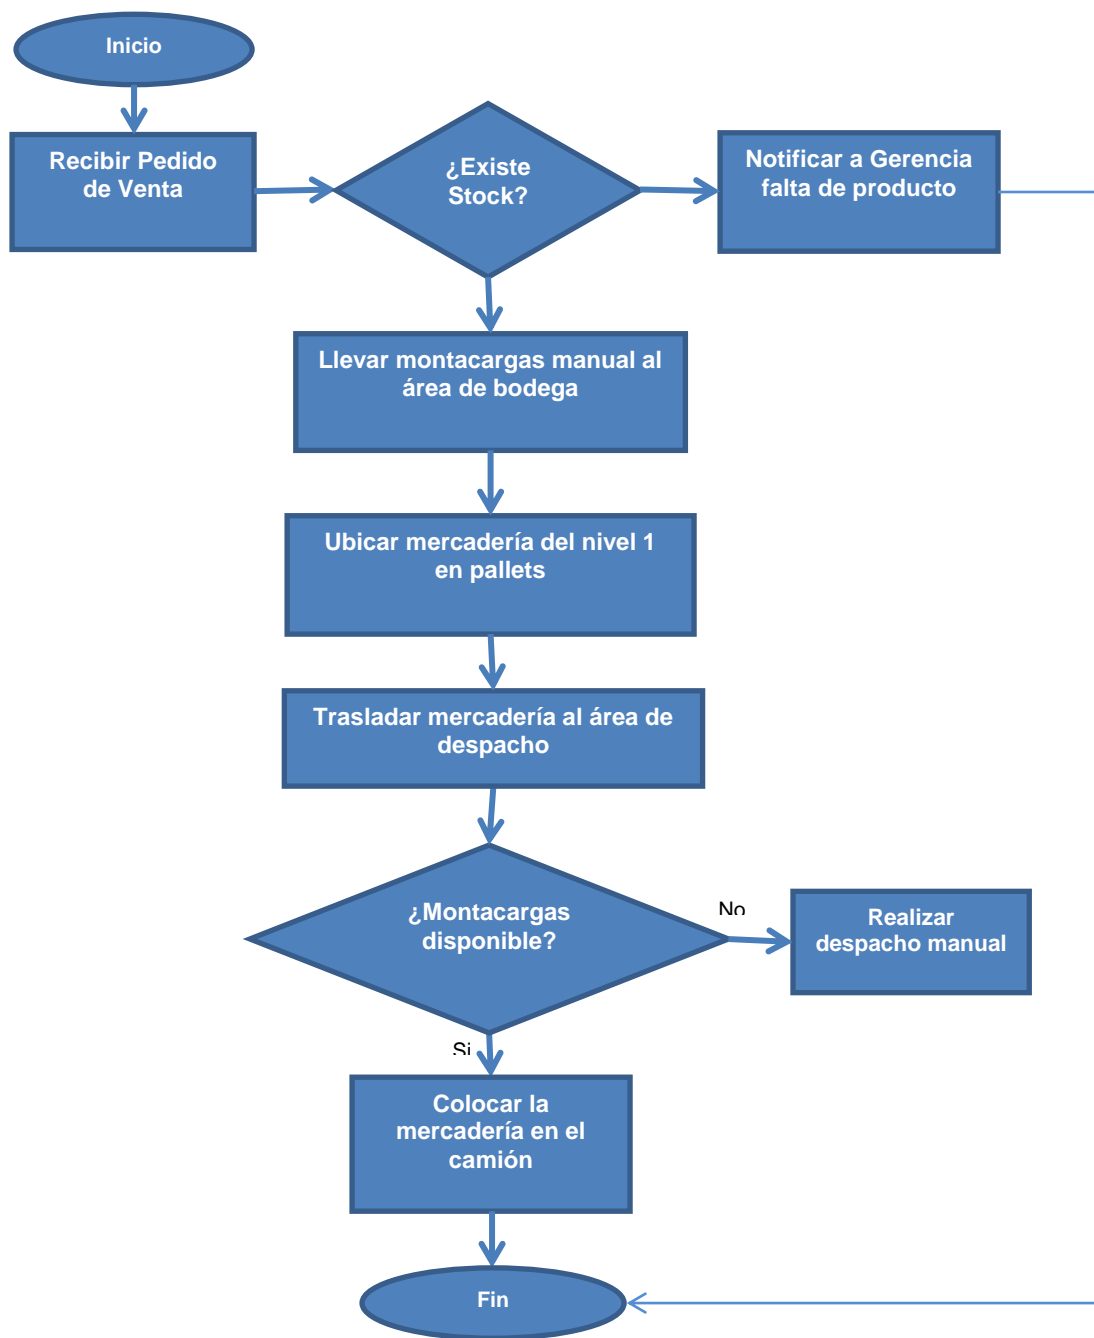 Inicio
Recibir Pedido
de Venta
¿Existe
Stock?
Notificar a Gerencia
falta de producto
Llevar montacargas manual al
área de bodega
Ubicar mercadería del nivel 1
en pallets
Trasladar mercadería al área de
despacho
¿Montacargas
disponible?
No
Realizar
despacho manual
Si
Colocar la
mercadería en el
camión
Fin